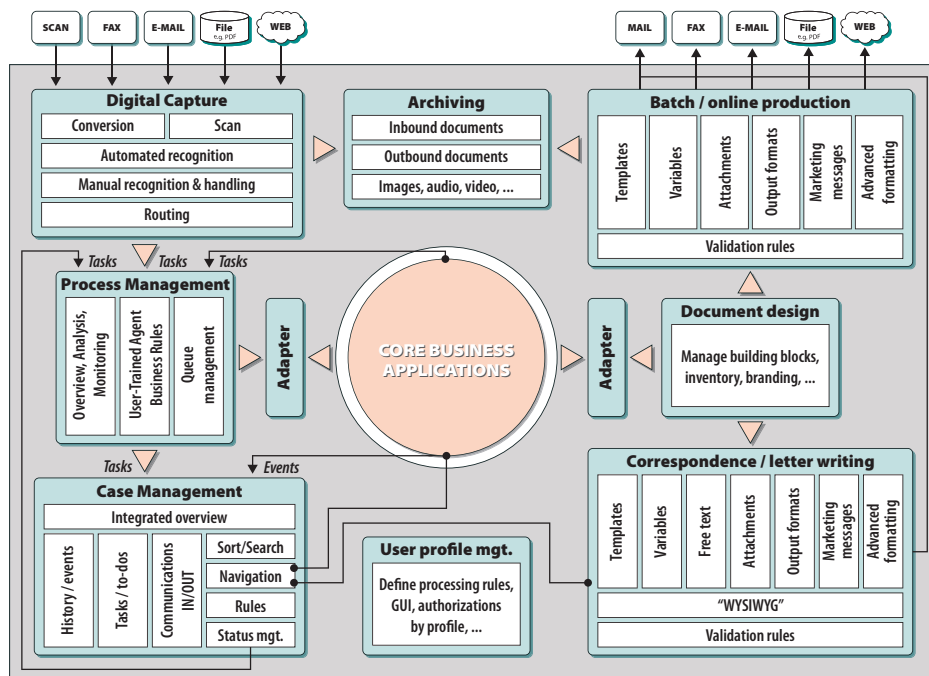 SCAN
FAX
E-MAIL
File
e.g. PDF
WEB
MAIL
FAX
E-MAIL
File
e.g. PDF
WEB
Digital Capture
Conversion
Scan
Automated recognition
Manual recognition & handling
Routing
Archiving
Inbound documents
Outbound documents
Images, audio, video, ...
Batch / online production
Templates
Variables
Attachments
Output formats
Marketing
messages
Advanced
formatting
Validation rules
Tasks
Tasks
Tasks
Process Management
Overview, Analysis,
Monitoring
User-Trained Agent
Business Rules
Queue
management
Adapter
CORE BUSINESS
APPLICATIONS
Adapter
Document design
Manage building blocks,
inventory, branding, ...
Tasks
Events
Case Management
Integrated overview
History / events
Tasks / to-dos
Communications
IN/OUT
Sort/Search
Navigation
Rules
Status mgt.
User profile mgt.
Define processing rules,
GUI, authorizations
by profile, ...
Correspondence / letter writing
Templates
Variables
Free text
Attachments
Output formats
Marketing
messages
Advanced
formatting
“WYSIWYG”
Validation rules